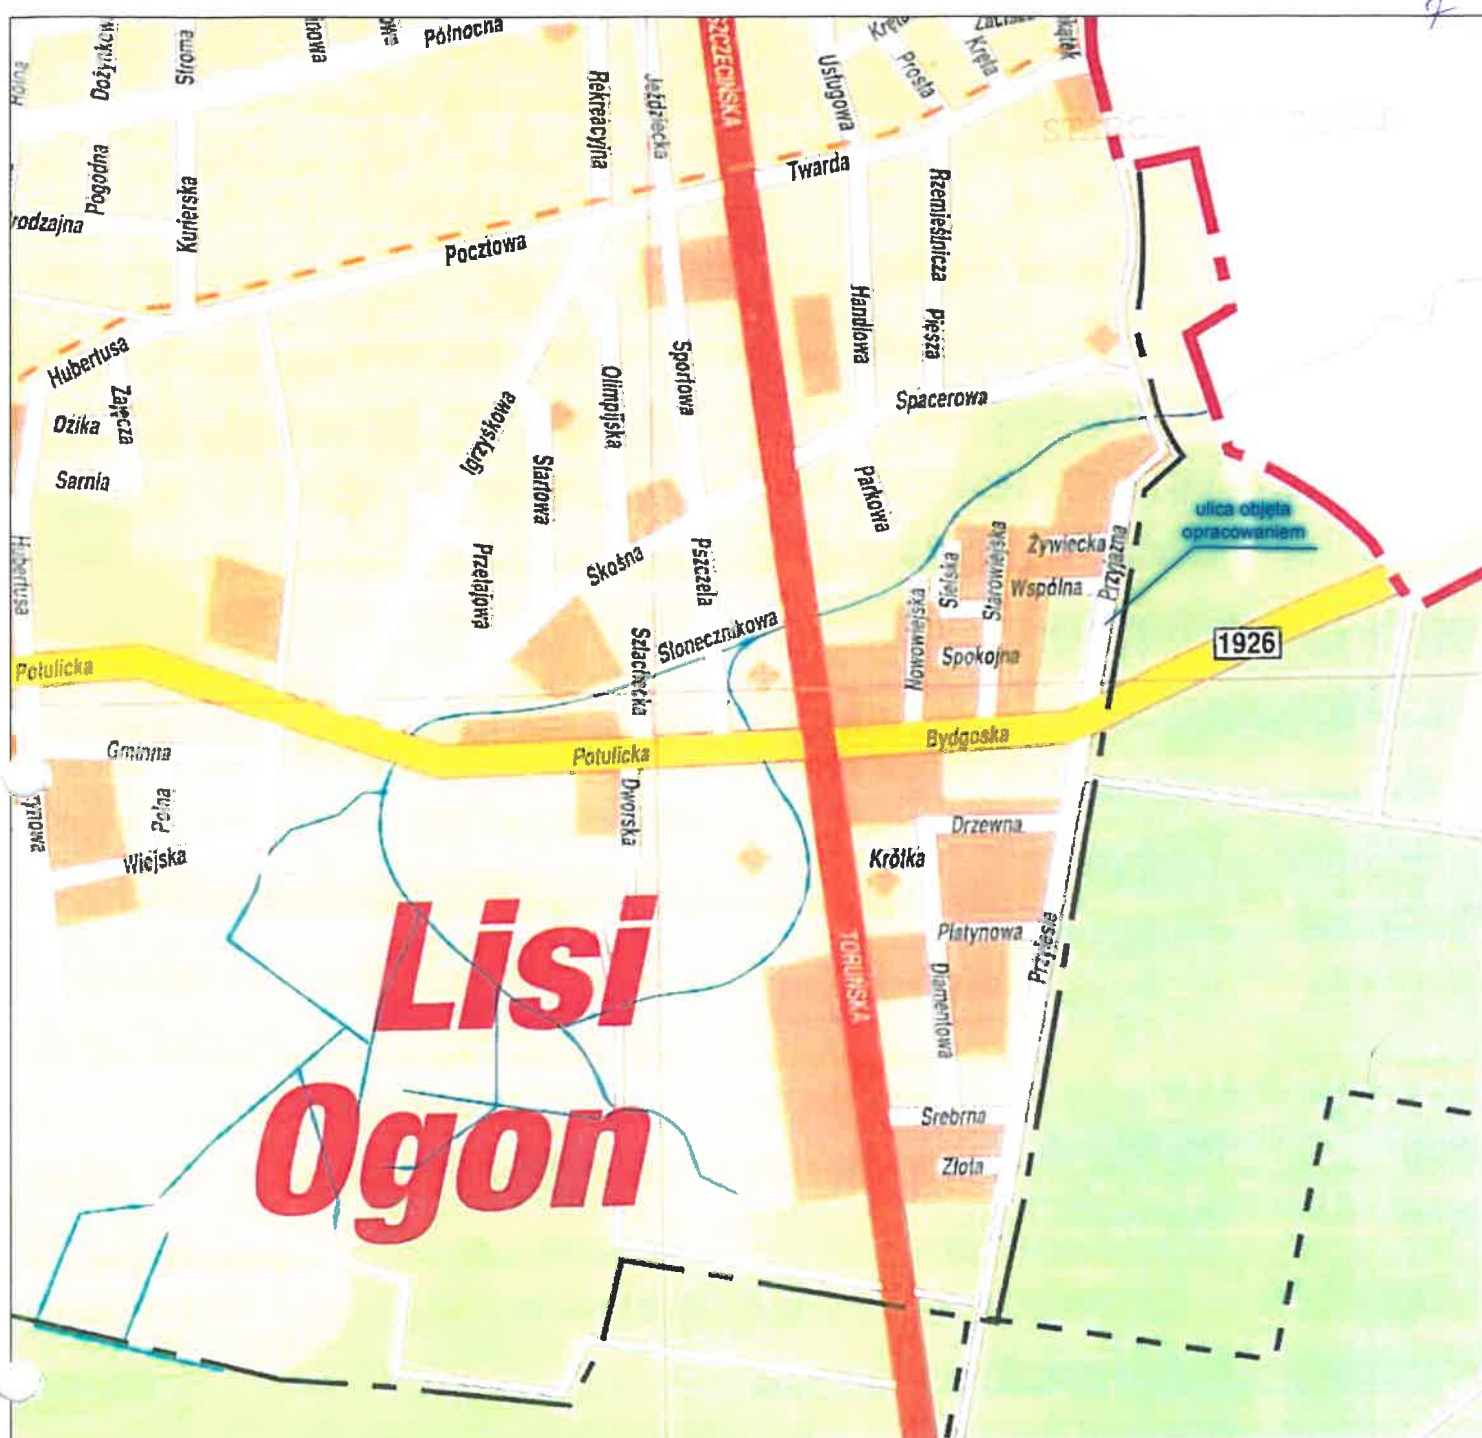 Północna
Stroma
Rekreacyjna
Jeździecka
SZCZECIŃSKA
Usługowa
Prosta
Kręta
Pogodna
Kurierska
Twarda
Rzemieślnicza
Pocztowa
Handlowa
Piesza
Hubertusa
Zajęcza
Dzika
Sarnia
Igrzyskowa
Olimpijska
Sportowa
Startowa
Spacerowa
Parkowa
ulica objęta
opracowaniem
Hubertusa
Przełajowa
Skośna
Pszczela
Żywiecka
Przyjazna
Starowiejska
Sielska
Wspólna
Nowowiejska
Spokojna
Słonecznikowa
Szlachecka
1926
Potulicka
Potulicka
Bydgoska
Gminna
Polna
Wiejska
Dworska
Drzewna
Krótka
Lisi
Ogon
Platynowa
Przylesie
TORUŃSKA
Diamentowa
Srebrna
Złota